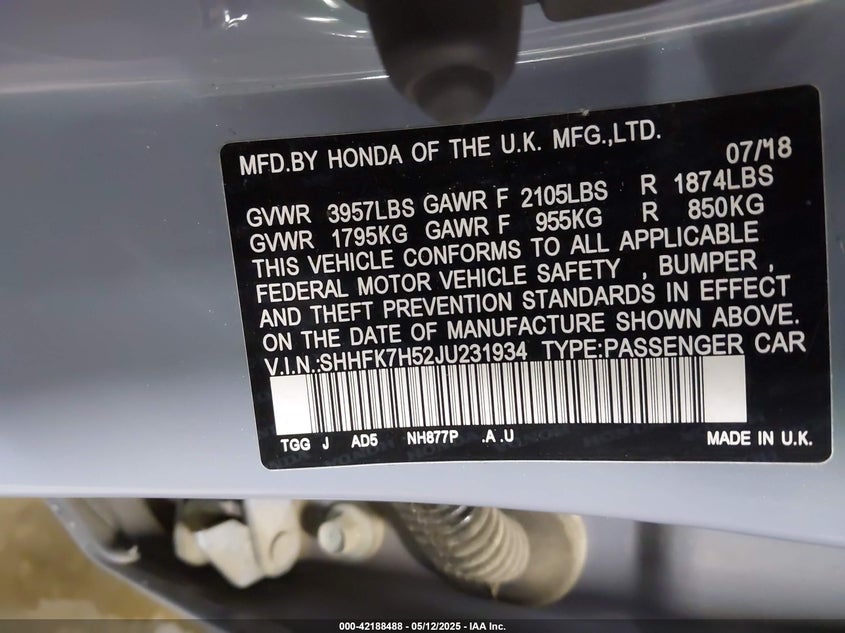 MFD.BY HONDA OF THE U.K. MFG.,LTD. 07/18
GVWR 3957LBS GAWR F 2105LBS R 1874LBS
GVWR 1795KG GAWR F 955KG R 850KG
THIS VEHICLE CONFORMS TO ALL APPLICABLE
FEDERAL MOTOR VEHICLE SAFETY , BUMPER ,
AND THEFT PREVENTION STANDARDS IN EFFECT
ON THE DATE OF MANUFACTURE SHOWN ABOVE.
V.I.N.:SHHFK7H52JU231934 TYPE:PASSENGER CAR
TGG J AD5 NH877P .A .U MADE IN U.K.
000-42188488 - 05/12/2025 - IAA Inc.